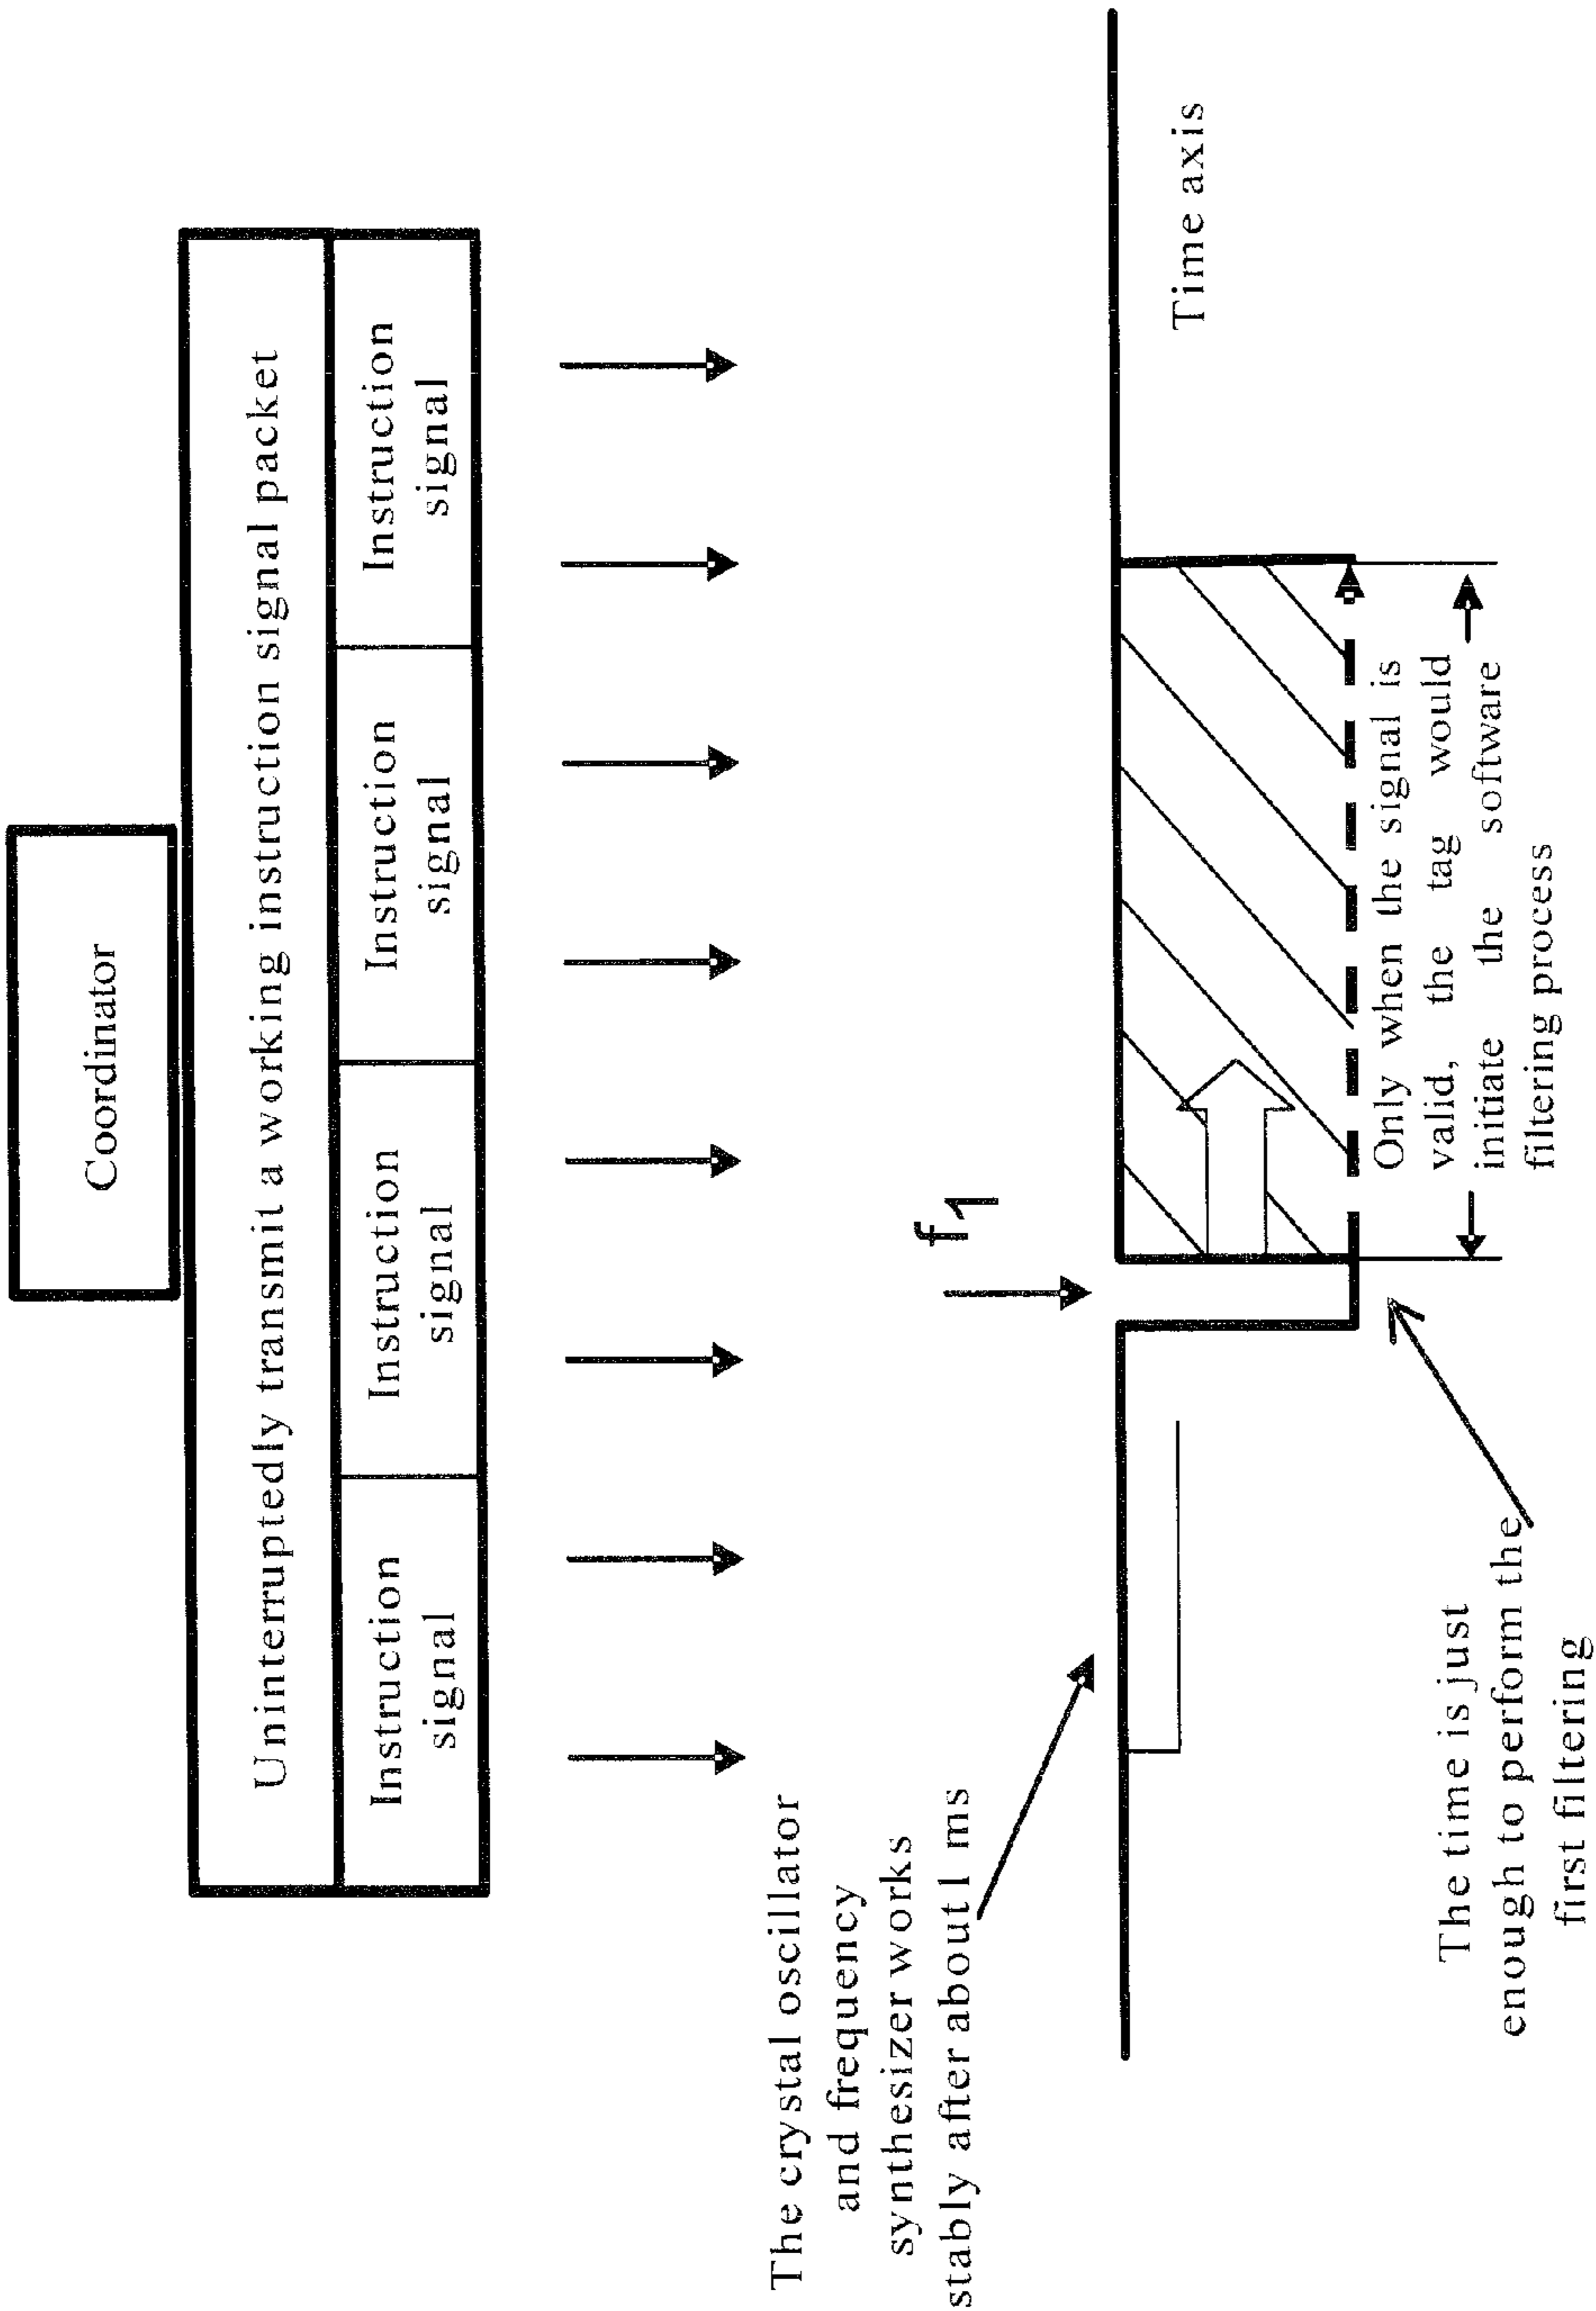 Coordinator
Uninterruptedly transmit a working instruction signal packet
Instruction
signal
Instruction
signal
Instruction
signal
Instruction
signal
The crystal oscillator
and frequency
synthesizer works
stably after about 1 ms
f1
Time axis
The time is just
enough to perform the
first filtering
Only when the signal is
valid, the tag would
initiate the software
filtering process